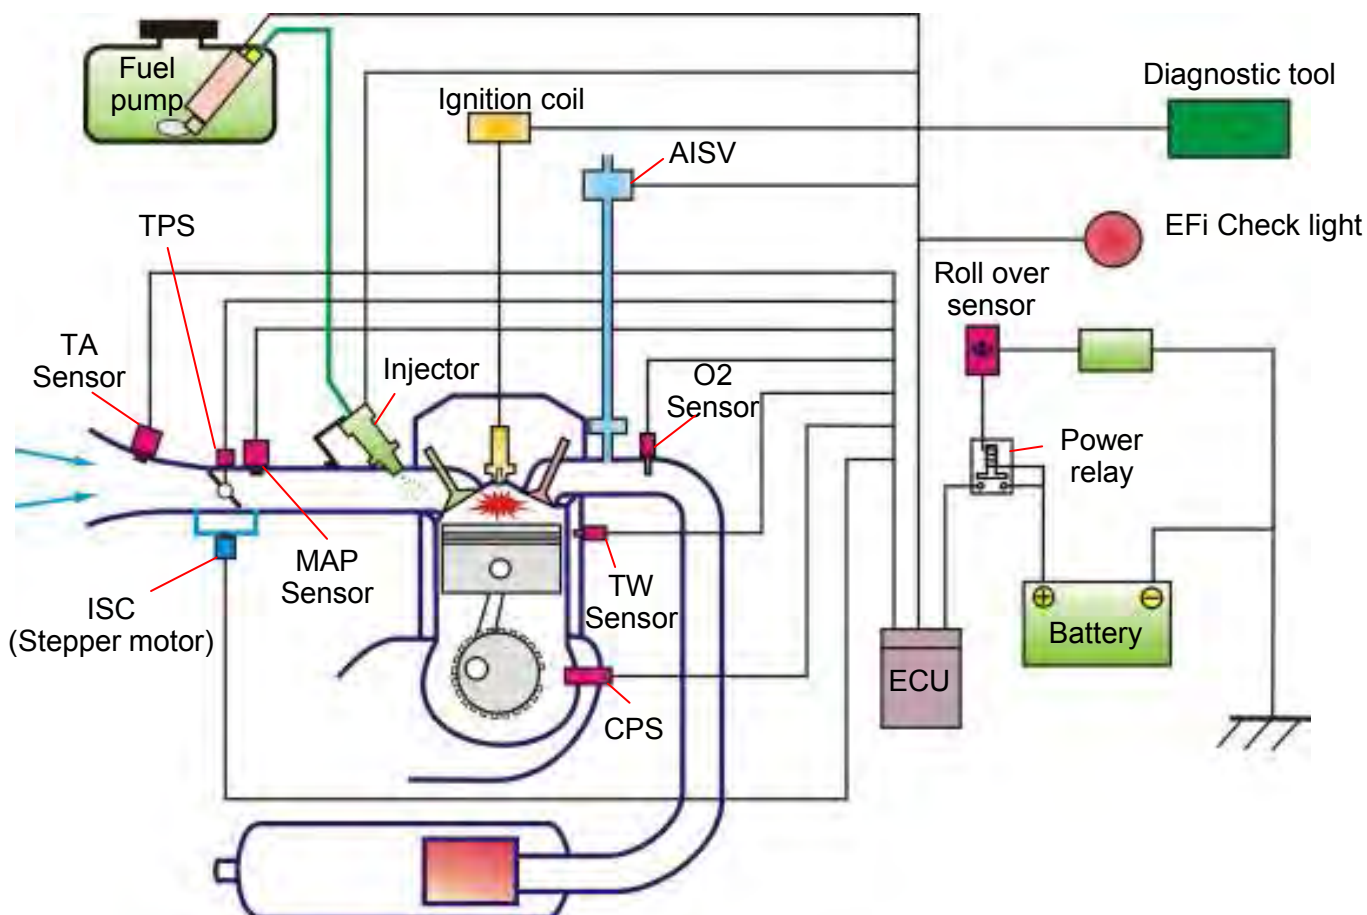 Fuel
pump
Ignition coil
Diagnostic tool
AISV
TPS
EFi Check light
Roll over
sensor
TA
Sensor
Injector
O2
Sensor
Power
relay
MAP
Sensor
TW
Sensor
ISC
(Stepper motor)
+
−
Battery
ECU
CPS